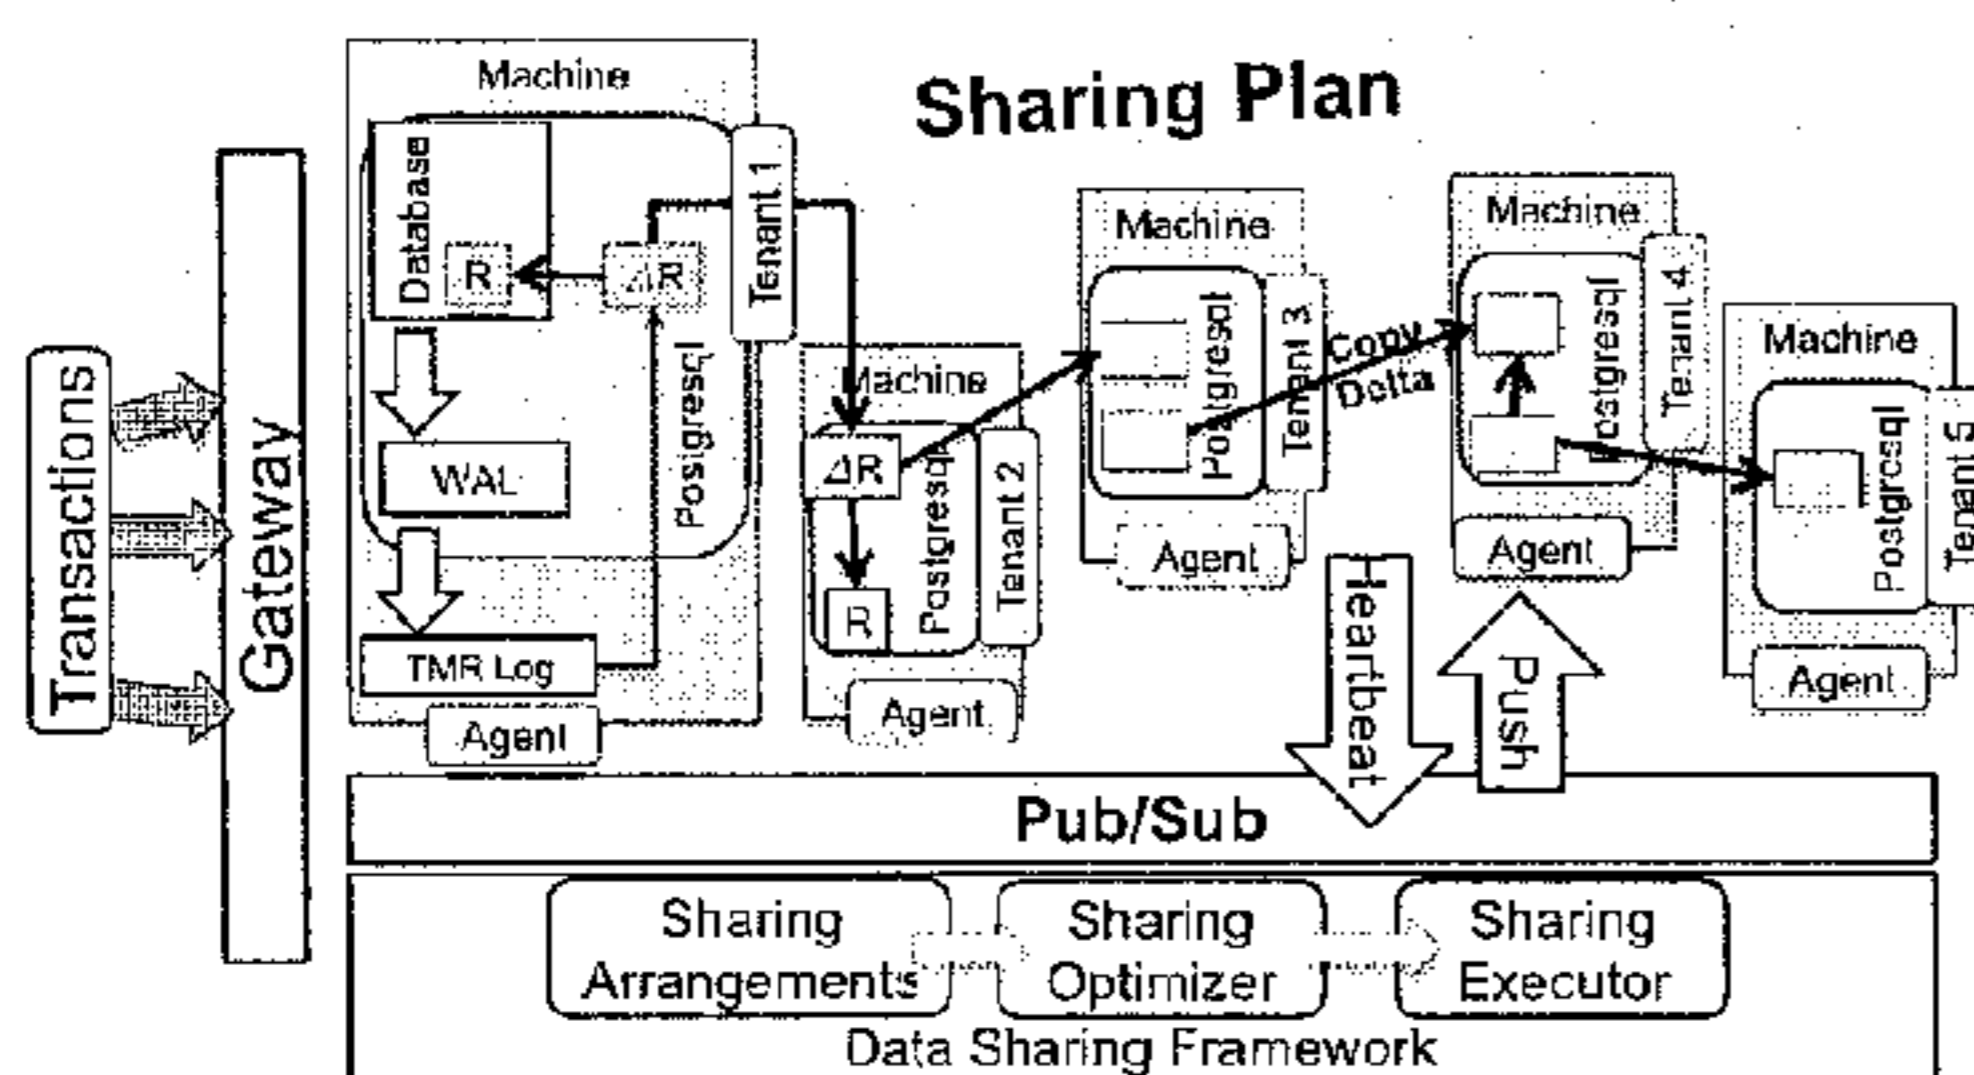 Sharing Plan
Transactions
Gateway
Machine
Database
R
ΔR
Tenant 1
WAL
Posigresql
TMR Log
Agent
Machine
ΔR
R
Postgresql
Tenant 2
Agent
Machine
Postgresql
Tenent 3
Agent
Copy
Delta
Machine
Postgresql
Tenant 4
Agent
Machine
Postgresql
Tenant 5
Agent
Heartbeat
Push
Pub/Sub
Sharing
Arrangements
Sharing
Optimizer
Sharing
Executor
Data Sharing Framework